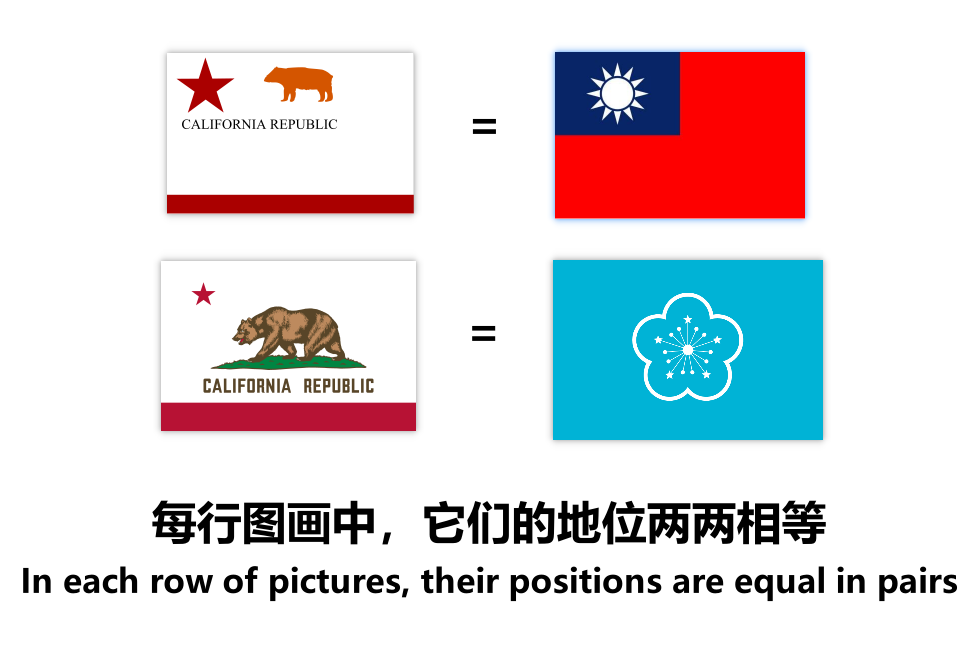 CALIFORNIA REPUBLIC
=
CALIFORNIA REPUBLIC
=
每行图画中，它们的地位两两相等
In each row of pictures, their positions are equal in pairs